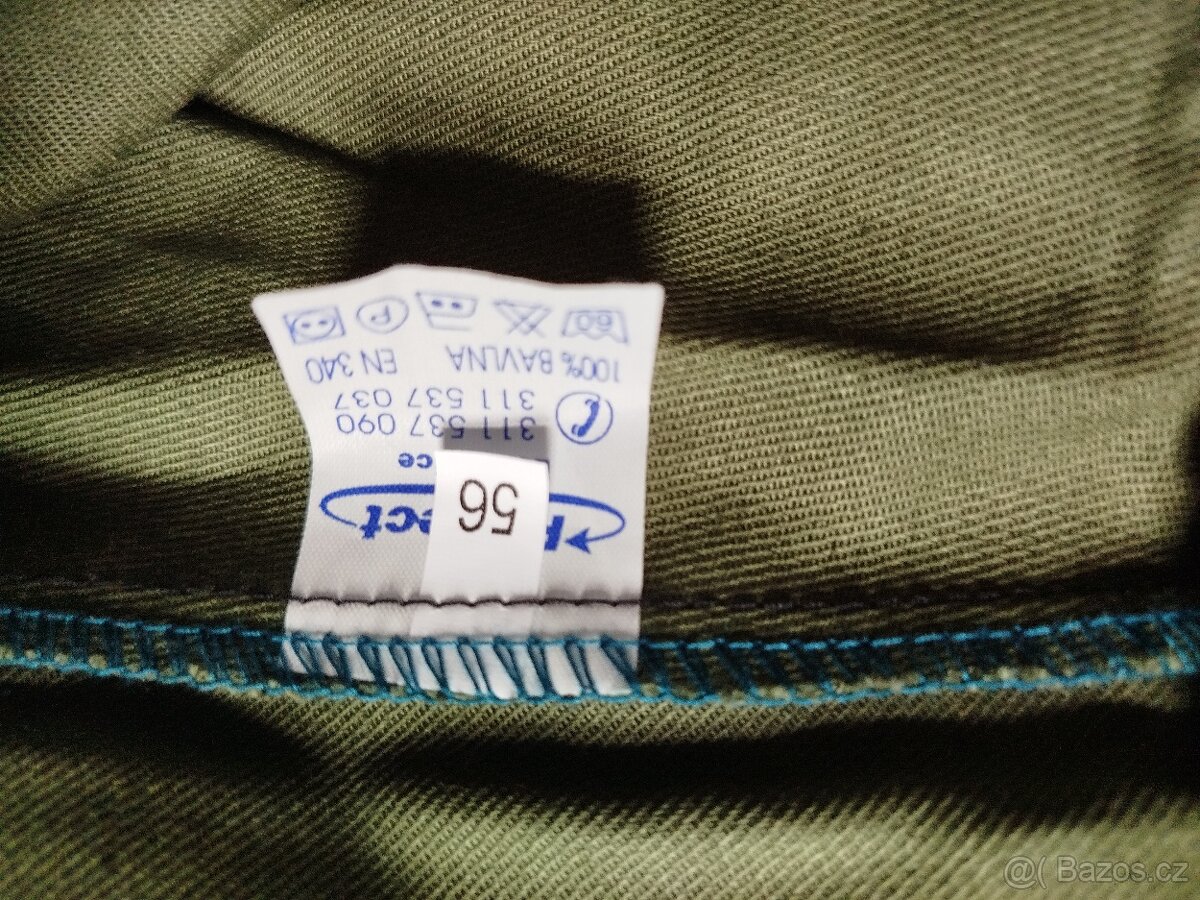 56
311 537 090
311 537 037
100% BAVLNA EN 340
60 P
@( Bazos.cz